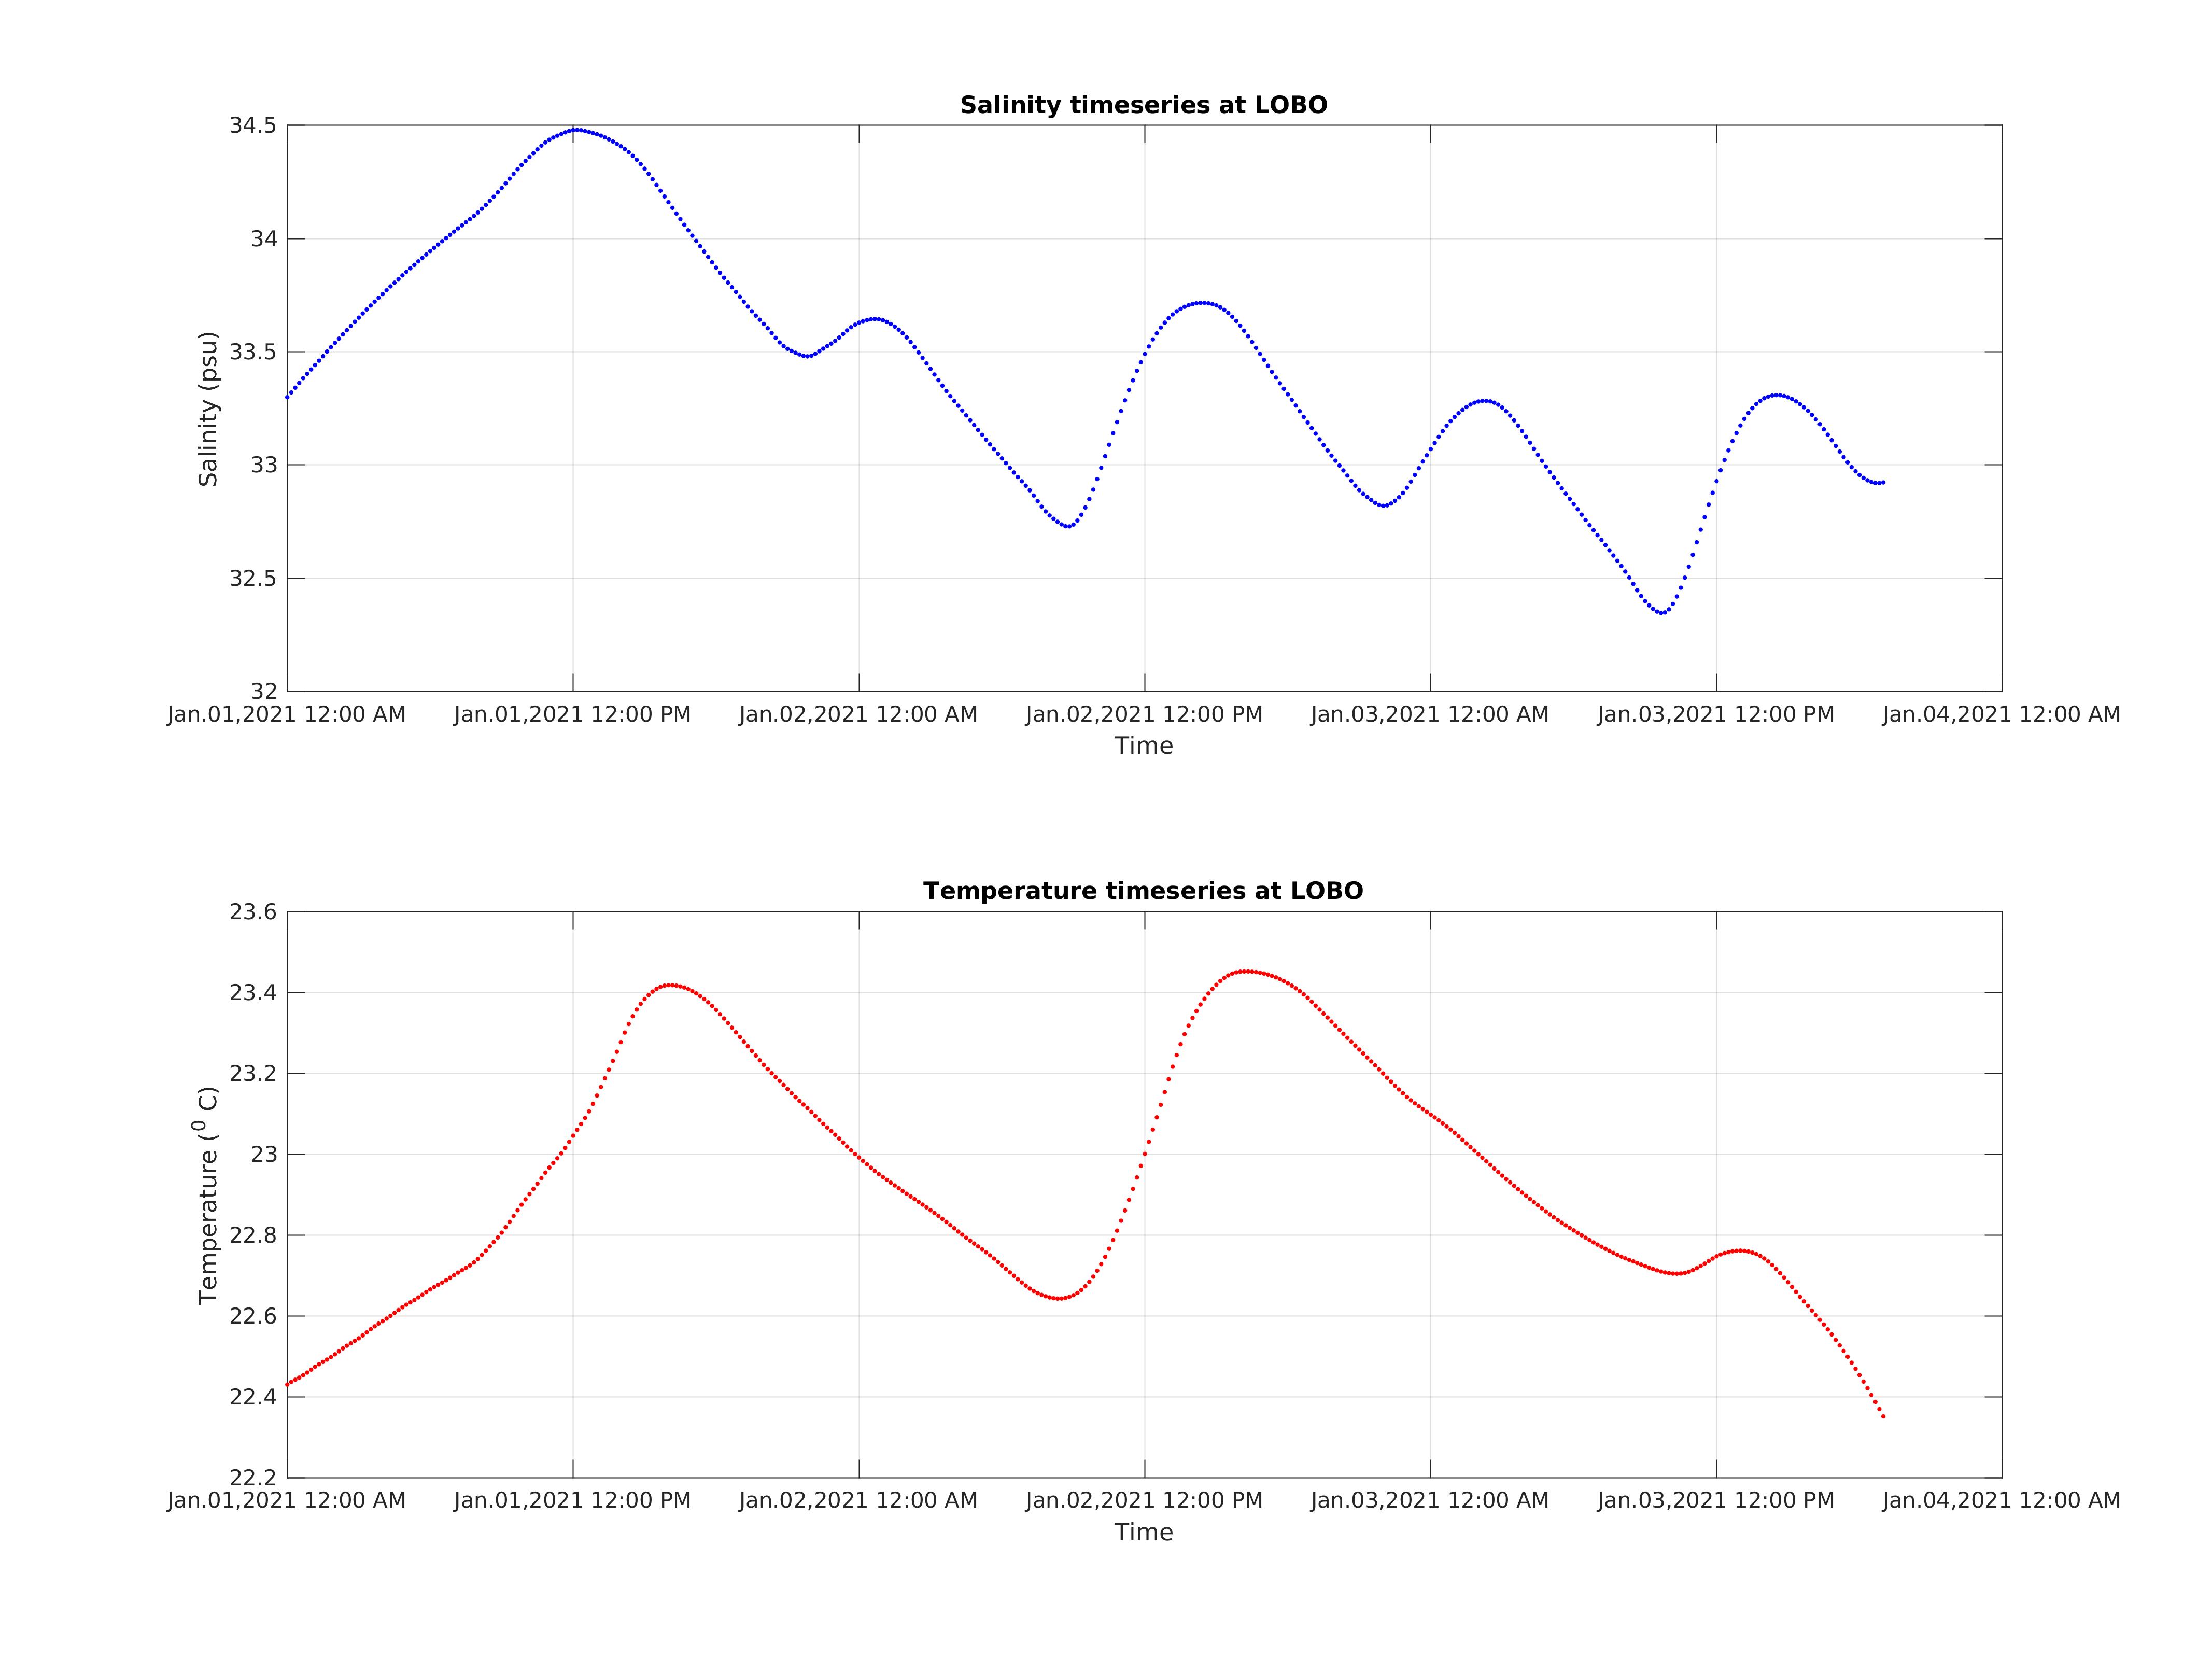 Salinity timeseries at LOBO
34.5
34
33.5
33
32.5
32
Salinity (psu)
Jan.01,2021 12:00 AM Jan.01,2021 12:00 PM Jan.02,2021 12:00 AM Jan.02,2021 12:00 PM Jan.03,2021 12:00 AM Jan.03,2021 12:00 PM Jan.04,2021 12:00 AM
Time
Temperature timeseries at LOBO
23.6
23.4
23.2
23
22.8
22.6
22.4
22.2
Temperature (⁰ C)
Jan.01,2021 12:00 AM Jan.01,2021 12:00 PM Jan.02,2021 12:00 AM Jan.02,2021 12:00 PM Jan.03,2021 12:00 AM Jan.03,2021 12:00 PM Jan.04,2021 12:00 AM
Time